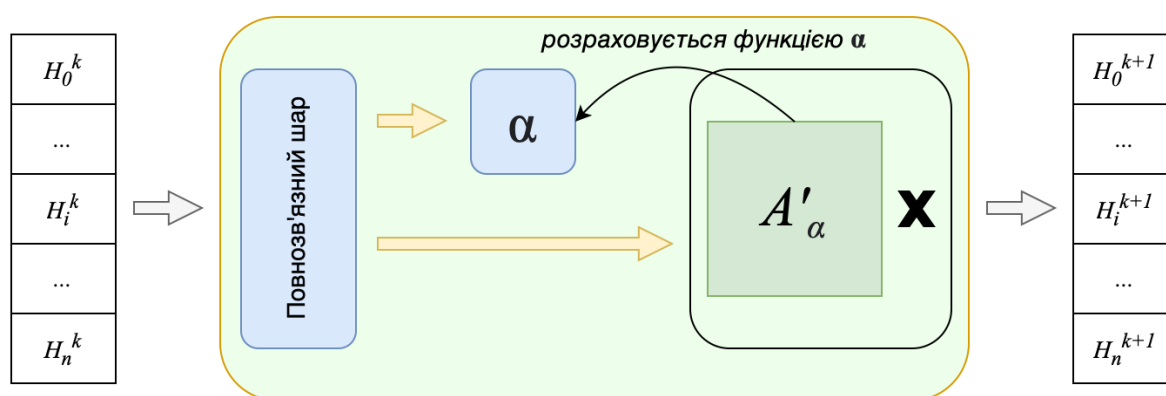 розраховується функцією α
H₀ᵏ
...
Hᵢᵏ
...
Hₙᵏ
Повнозв'язний шар
α
A'α
X
H₀ᵏ⁺¹
...
Hᵢᵏ⁺¹
...
Hₙᵏ⁺¹